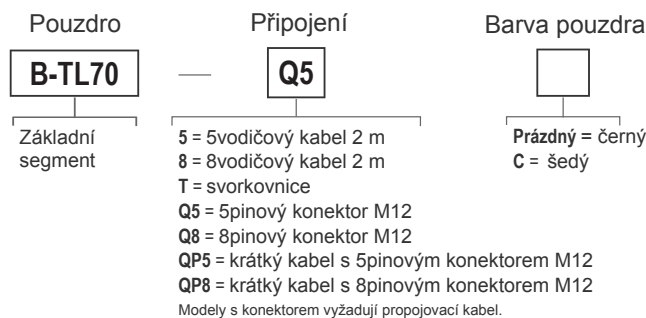 Pouzdro
Připojení
Barva pouzdra
B-TL70
—
Q5
Základní
segment
5 = 5vodičový kabel 2 m
8 = 8vodičový kabel 2 m
T = svorkovnice
Q5 = 5pinový konektor M12
Q8 = 8pinový konektor M12
QP5 = krátký kabel s 5pinovým konektorem M12
QP8 = krátký kabel s 8pinovým konektorem M12
Modely s konektorem vyžadují propojovací kabel.
Prázdný = černý
C = šedý